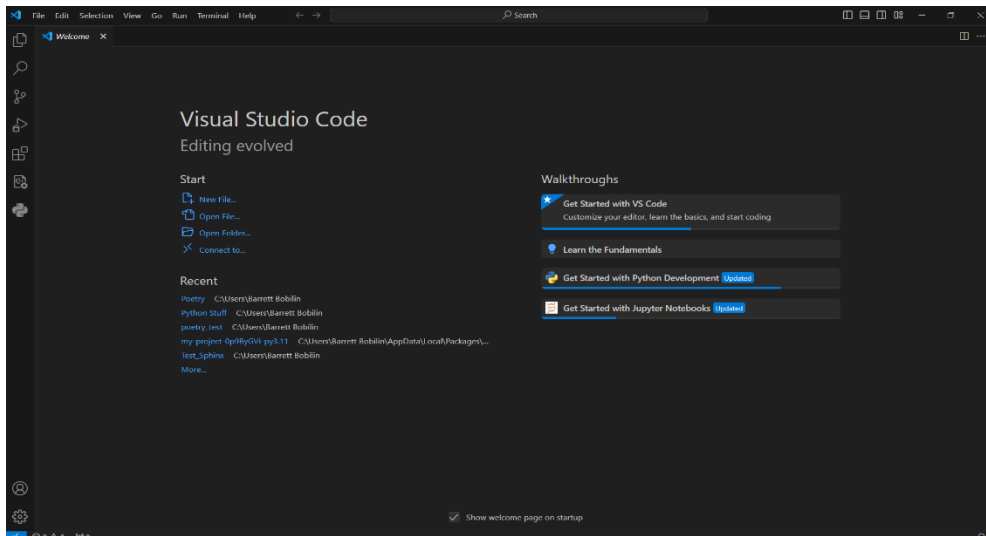 File Edit Selection View Go Run Terminal Help Search
Welcome
Visual Studio Code
Editing evolved
Start
New File...
Open File...
Open Folder...
Connect to...
Recent
Poetry C:\Users\Barrett Bobilin
Python Stuff C:\Users\Barrett Bobilin
poetry_test C:\Users\Barrett Bobilin
my-project-0p9RyGVi-py3.11 C:\Users\Barrett Bobilin\AppData\Local\Packages\...
Test_Sphinx C:\Users\Barrett Bobilin
More...
Walkthroughs
Get Started with VS Code
Customize your editor, learn the basics, and start coding
Learn the Fundamentals
Get Started with Python Development Updated
Get Started with Jupyter Notebooks Updated
Show welcome page on startup